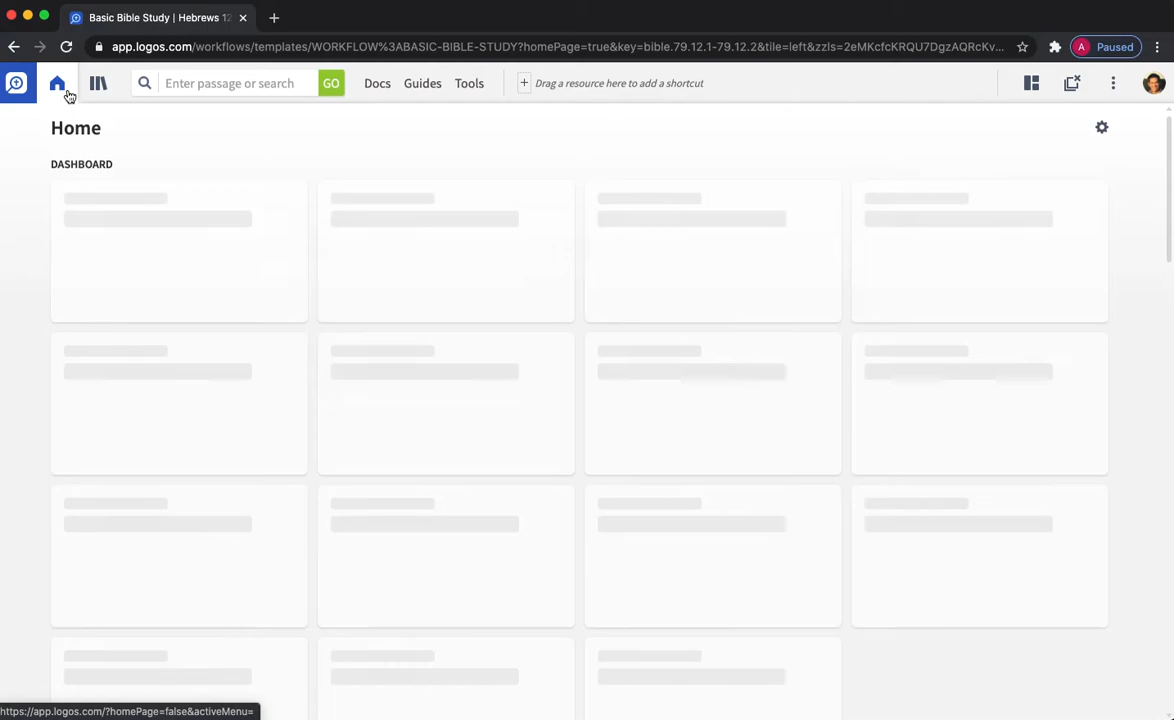 Basic Bible Study | Hebrews 12
app.logos.com/workflows/templates/WORKFLOW%3ABASIC-BIBLE-STUDY?homePage=true&key=bible.79.12.1-79.12.2&tile=left&zzls=2eMKcfcKRQU7DgzAQRcKv...
A Paused
Enter passage or search
GO
Docs
Guides
Tools
Drag a resource here to add a shortcut
Home
DASHBOARD
https://app.logos.com/?homePage=false&activeMenu=